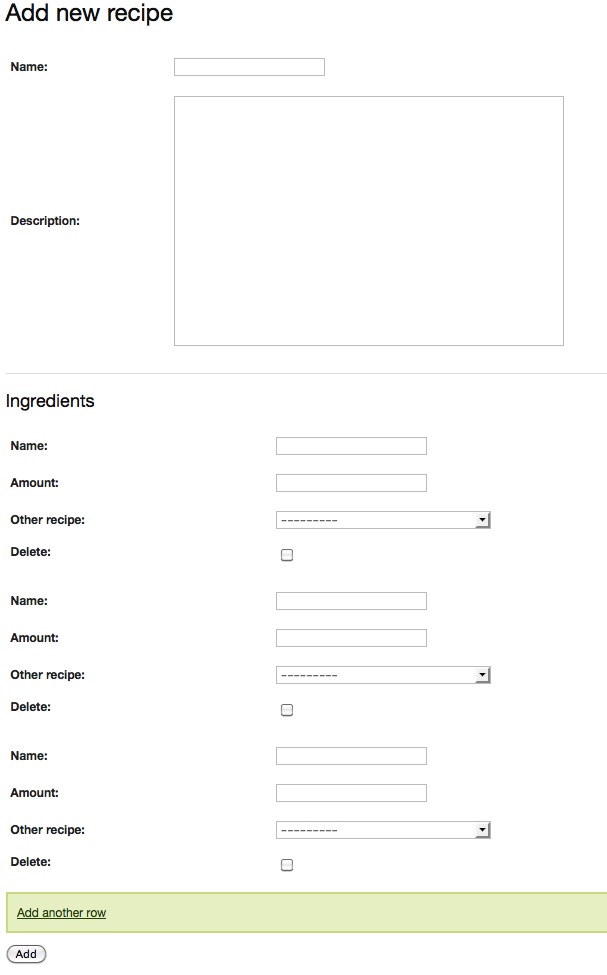 Add new recipe
Name:
Description:
Ingredients
Name:
Amount:
Other recipe:
---------
Delete:
Name:
Amount:
Other recipe:
---------
Delete:
Name:
Amount:
Other recipe:
---------
Delete:
Add another row
Add